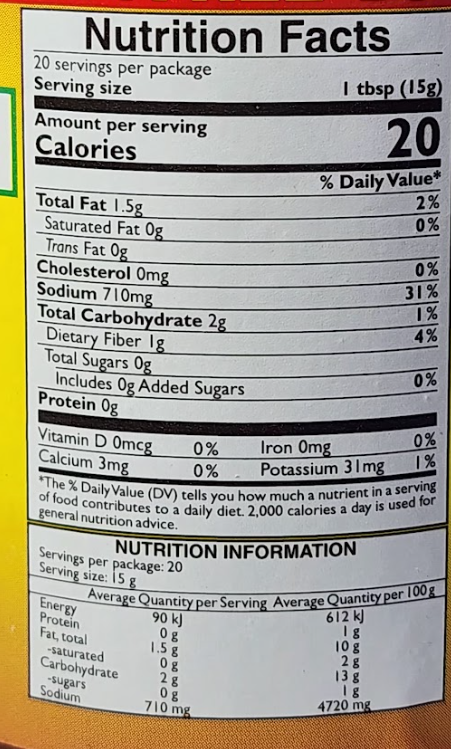 Nutrition Facts
20 servings per package
Serving size 1 tbsp (15g)
Amount per serving
Calories 20
% Daily Value*
Total Fat 1.5g 2%
Saturated Fat 0g 0%
Trans Fat 0g
Cholesterol 0mg 0%
Sodium 710mg 31%
Total Carbohydrate 2g 1%
Dietary Fiber 1g 4%
Total Sugars 0g
Includes 0g Added Sugars 0%
Protein 0g
Vitamin D 0mcg 0% Iron 0mg 0%
Calcium 3mg 0% Potassium 31mg 1%
*The % Daily Value (DV) tells you how much a nutrient in a serving
of food contributes to a daily diet. 2,000 calories a day is used for
general nutrition advice.
NUTRITION INFORMATION
Servings per package: 20
Serving size: 15 g
Average Quantity per Serving Average Quantity per 100g
Energy 90 kJ 612 kJ
Protein 0 g 1 g
Fat, total 1.5 g 10 g
-saturated 0 g 2 g
Carbohydrate 2 g 13 g
-sugars 0 g 1 g
Sodium 710 mg 4720 mg